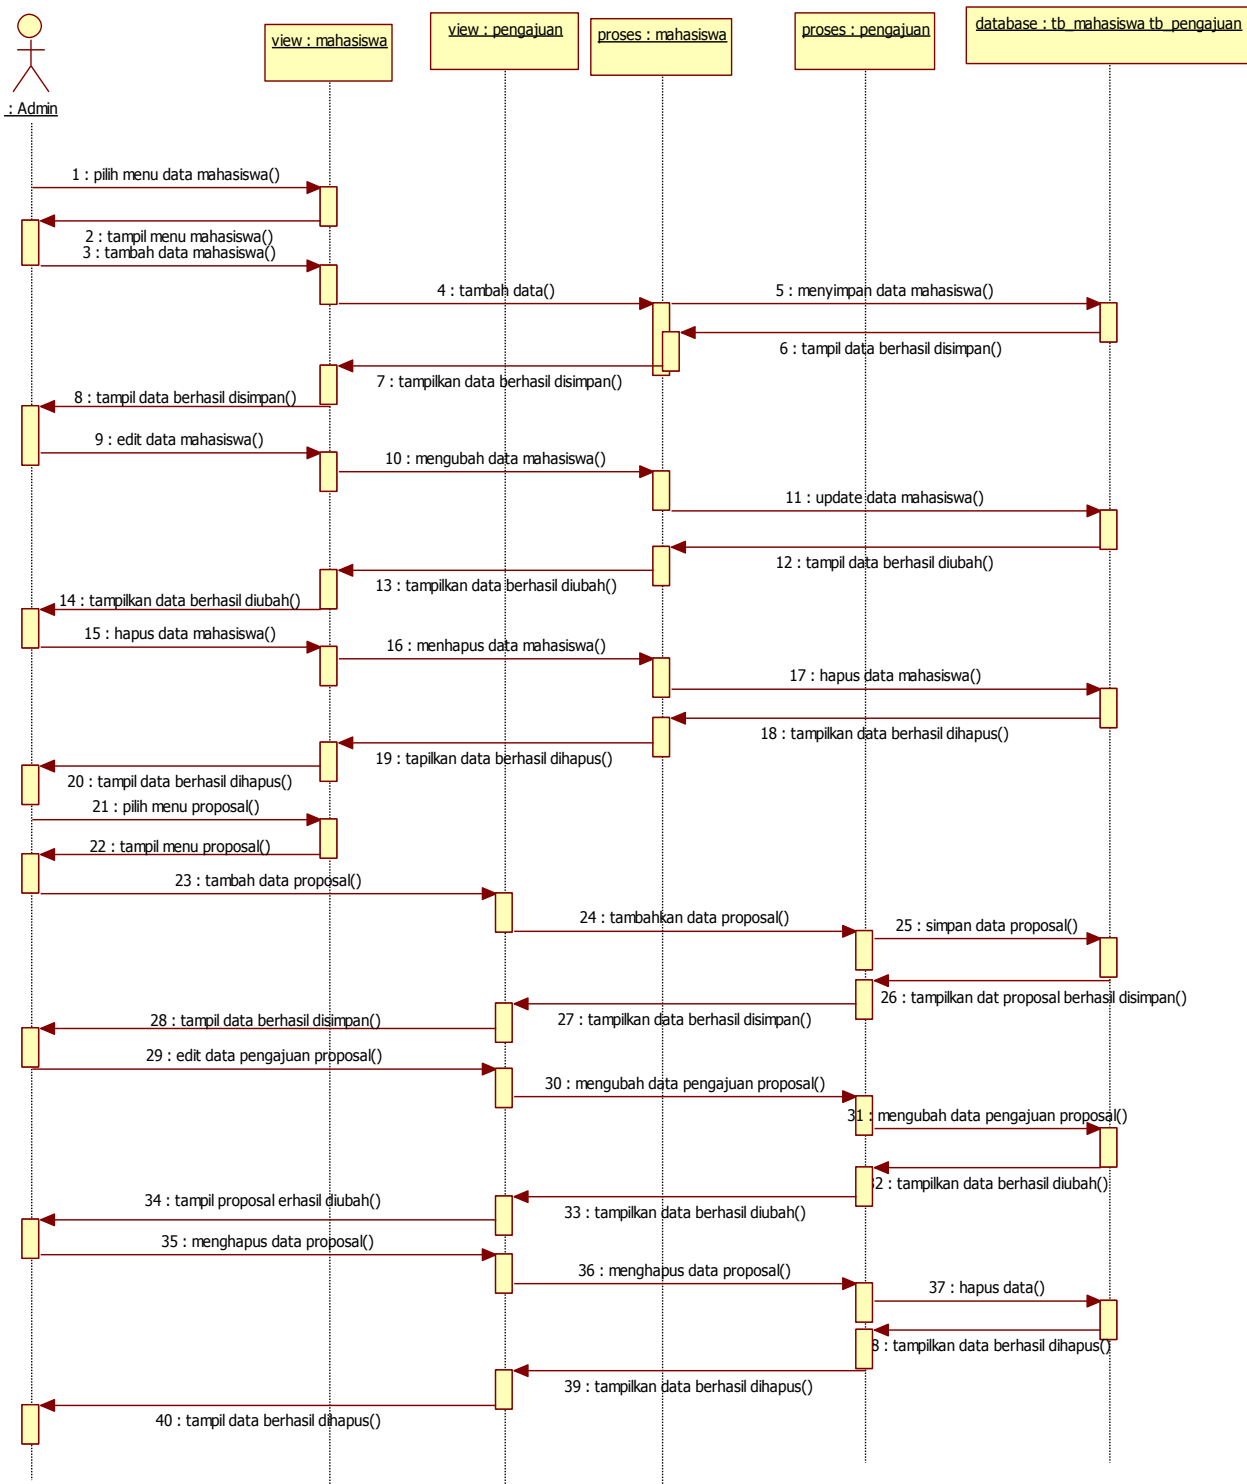 : Admin
view : mahasiswa
view : pengajuan
proses : mahasiswa
proses : pengajuan
database : tb_mahasiswa tb_pengajuan
1 : pilih menu data mahasiswa()
2 : tampil menu mahasiswa()
3 : tambah data mahasiswa()
4 : tambah data()
5 : menyimpan data mahasiswa()
6 : tampil data berhasil disimpan()
7 : tampilkan data berhasil disimpan()
8 : tampil data berhasil disimpan()
9 : edit data mahasiswa()
10 : mengubah data mahasiswa()
11 : update data mahasiswa()
12 : tampil data berhasil diubah()
13 : tampilkan data berhasil diubah()
14 : tampilkan data berhasil diubah()
15 : hapus data mahasiswa()
16 : menhapus data mahasiswa()
17 : hapus data mahasiswa()
18 : tampilkan data berhasil dihapus()
19 : tapilkan data berhasil dihapus()
20 : tampil data berhasil dihapus()
21 : pilih menu proposal()
22 : tampil menu proposal()
23 : tambah data proposal()
24 : tambahkan data proposal()
25 : simpan data proposal()
26 : tampilkan dat proposal berhasil disimpan()
27 : tampilkan data berhasil disimpan()
28 : tampil data berhasil disimpan()
29 : edit data pengajuan proposal()
30 : mengubah data pengajuan proposal()
31 : mengubah data pengajuan proposal()
32 : tampilkan data berhasil diubah()
33 : tampilkan data berhasil diubah()
34 : tampil proposal erhasil diubah()
35 : menghapus data proposal()
36 : menghapus data proposal()
37 : hapus data()
8 : tampilkan data berhasil dihapus()
39 : tampilkan data berhasil dihapus()
40 : tampil data berhasil dihapus()